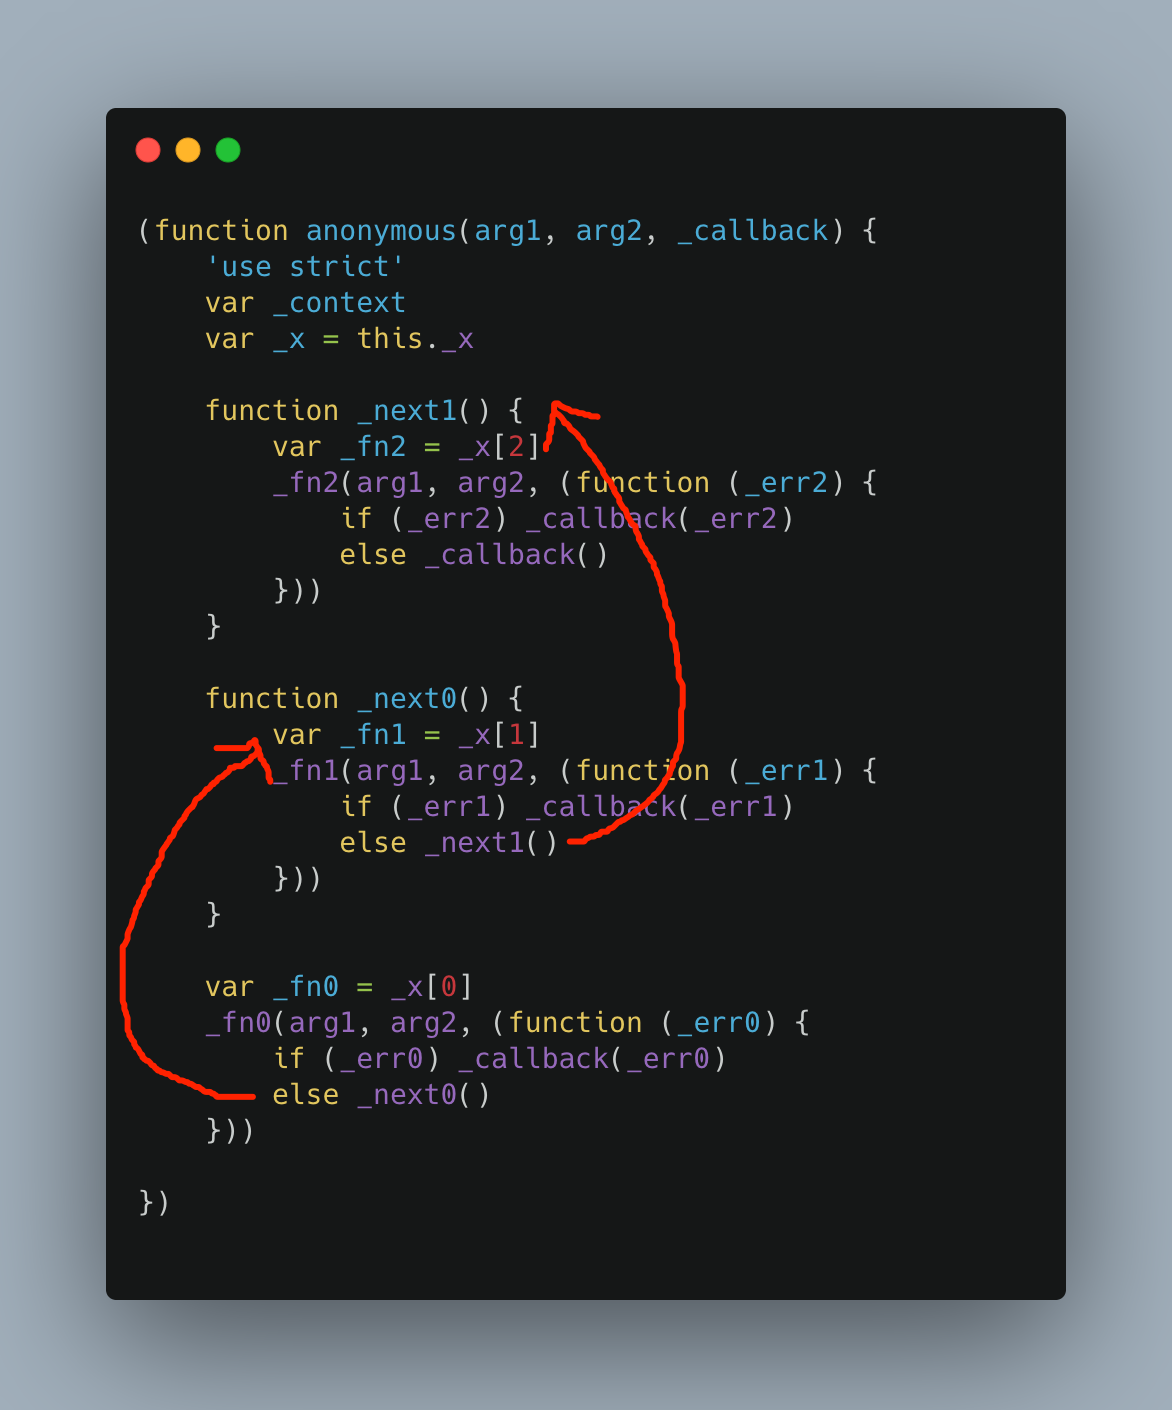 (function anonymous(arg1, arg2, _callback) {
    'use strict'
    var _context
    var _x = this._x

    function _next1() {
        var _fn2 = _x[2]
        _fn2(arg1, arg2, (function (_err2) {
            if (_err2) _callback(_err2)
            else _callback()
        }))
    }

    function _next0() {
        var _fn1 = _x[1]
        _fn1(arg1, arg2, (function (_err1) {
            if (_err1) _callback(_err1)
            else _next1()
        }))
    }

    var _fn0 = _x[0]
    _fn0(arg1, arg2, (function (_err0) {
        if (_err0) _callback(_err0)
        else _next0()
    }))

})